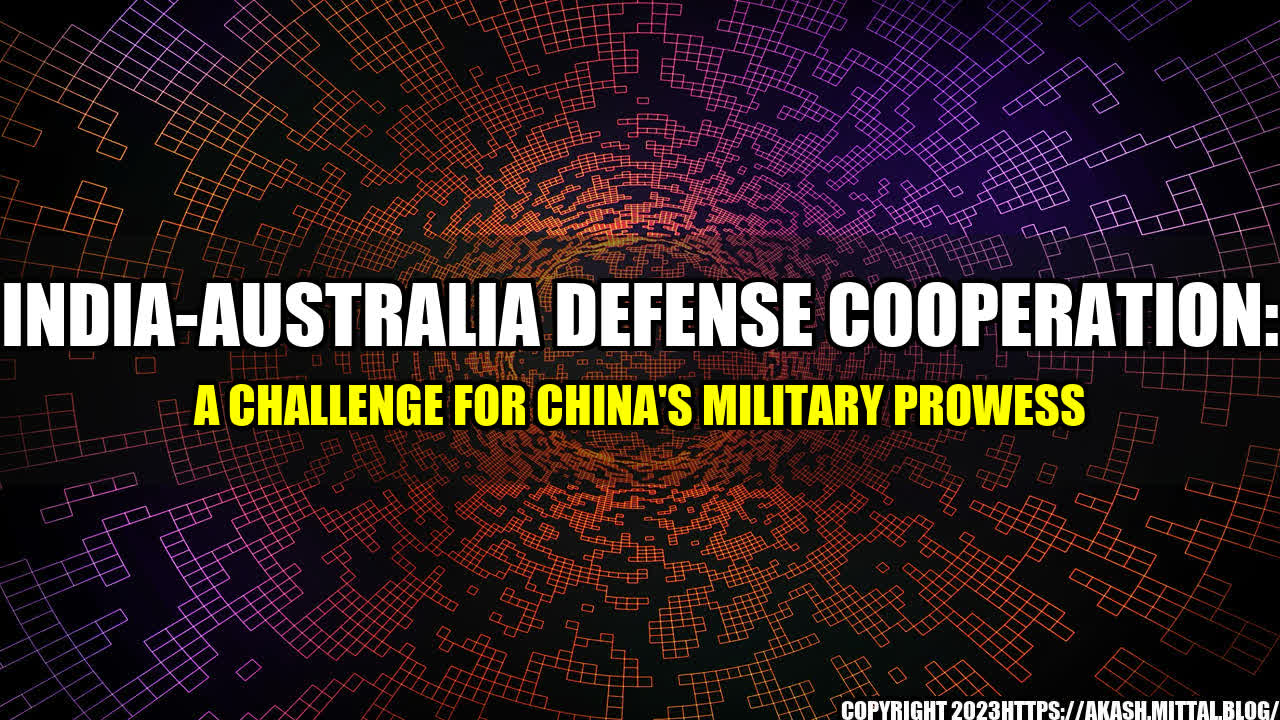 INDIA-AUSTRALIA DEFENSE COOPERATION:
A CHALLENGE FOR CHINA'S MILITARY PROWESS
COPYRIGHT 2023HTTPS://AKASH.MITTAL.BLOG/